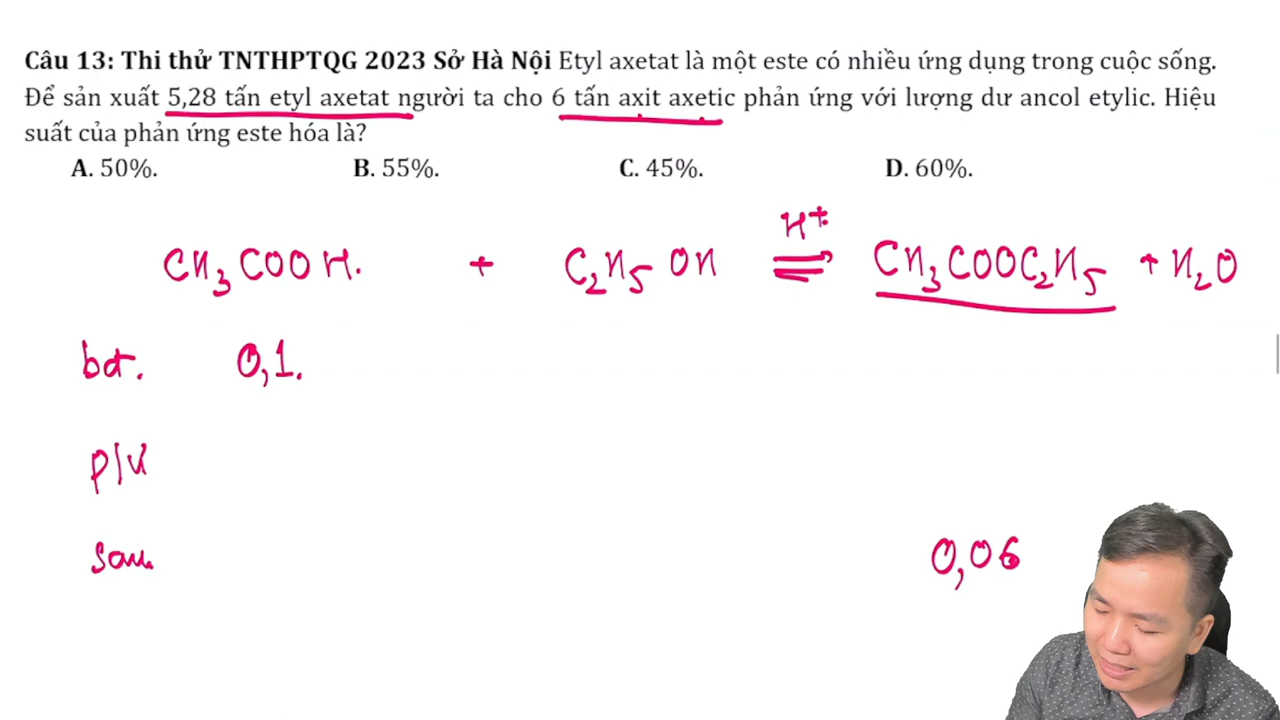 Câu 13: Thi thử TNTHPTQG 2023 Sở Hà Nội Etyl axetat là một este có nhiều ứng dụng trong cuộc sống.
Để sản xuất 5,28 tấn etyl axetat người ta cho 6 tấn axit axetic phản ứng với lượng dư ancol etylic. Hiệu
suất của phản ứng este hóa là?
A. 50%. B. 55%. C. 45%. D. 60%.
H+
CH3COOH. + C2H5OH ⇌ CH3COOC2H5 + H2O
bđ. 0,1.
p/ư
sau 0,06